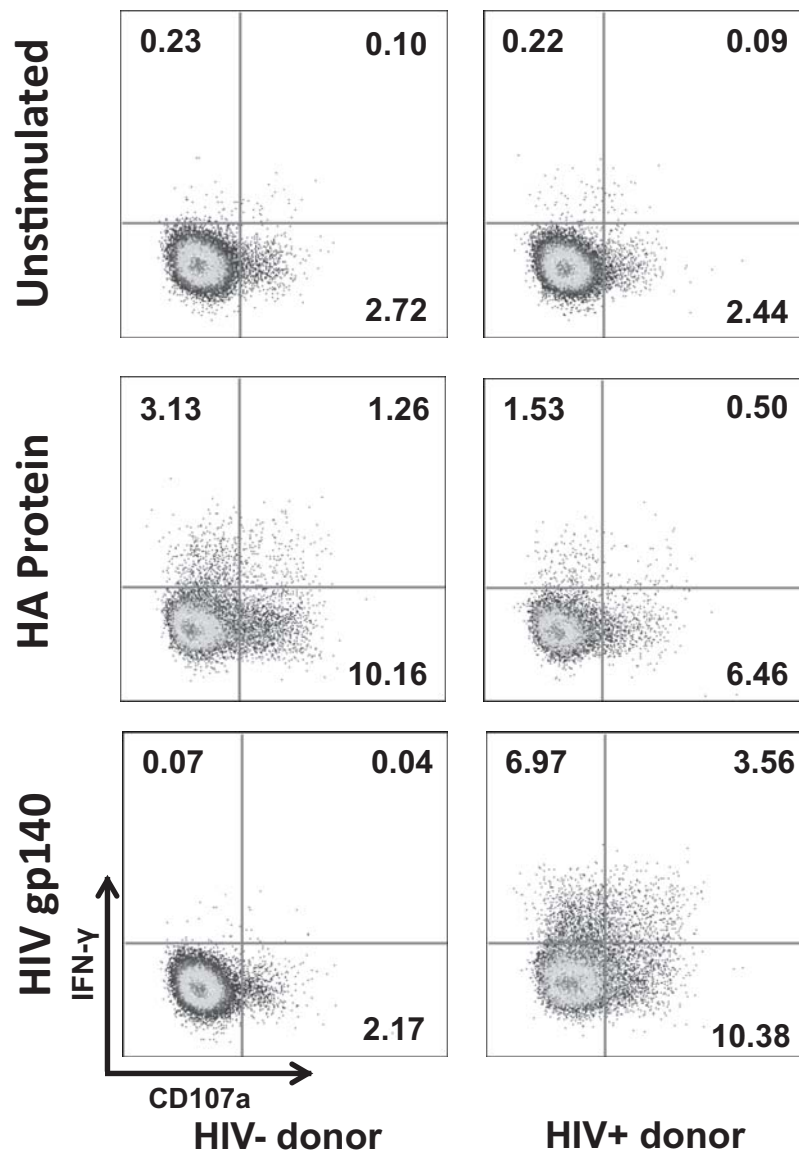 Unstimulated
0.23 0.10
2.72
0.22 0.09
2.44
HA Protein
3.13 1.26
10.16
1.53 0.50
6.46
HIV gp140
0.07 0.04
2.17
6.97 3.56
10.38
IFN-γ
CD107a
HIV- donor
HIV+ donor